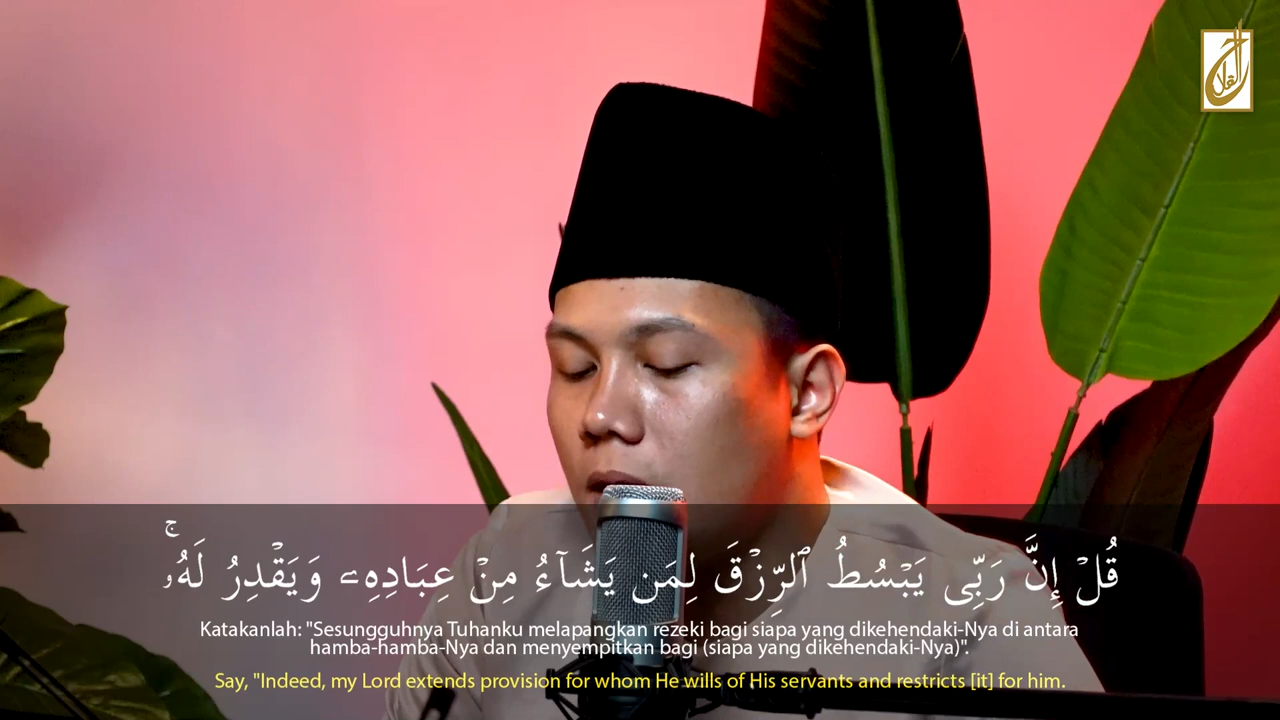 قُلْ إِنَّ رَبِّى يَبْسُطُ ٱلرِّزْقَ لِمَن يَشَآءُ مِنْ عِبَادِهِۦ وَيَقْدِرُ لَهُۥ ۚ
Katakanlah: "Sesungguhnya Tuhanku melapangkan rezeki bagi siapa yang dikehendaki-Nya di antara
hamba-hamba-Nya dan menyempitkan bagi (siapa yang dikehendaki-Nya)".
Say, "Indeed, my Lord extends provision for whom He wills of His servants and restricts [it] for him.